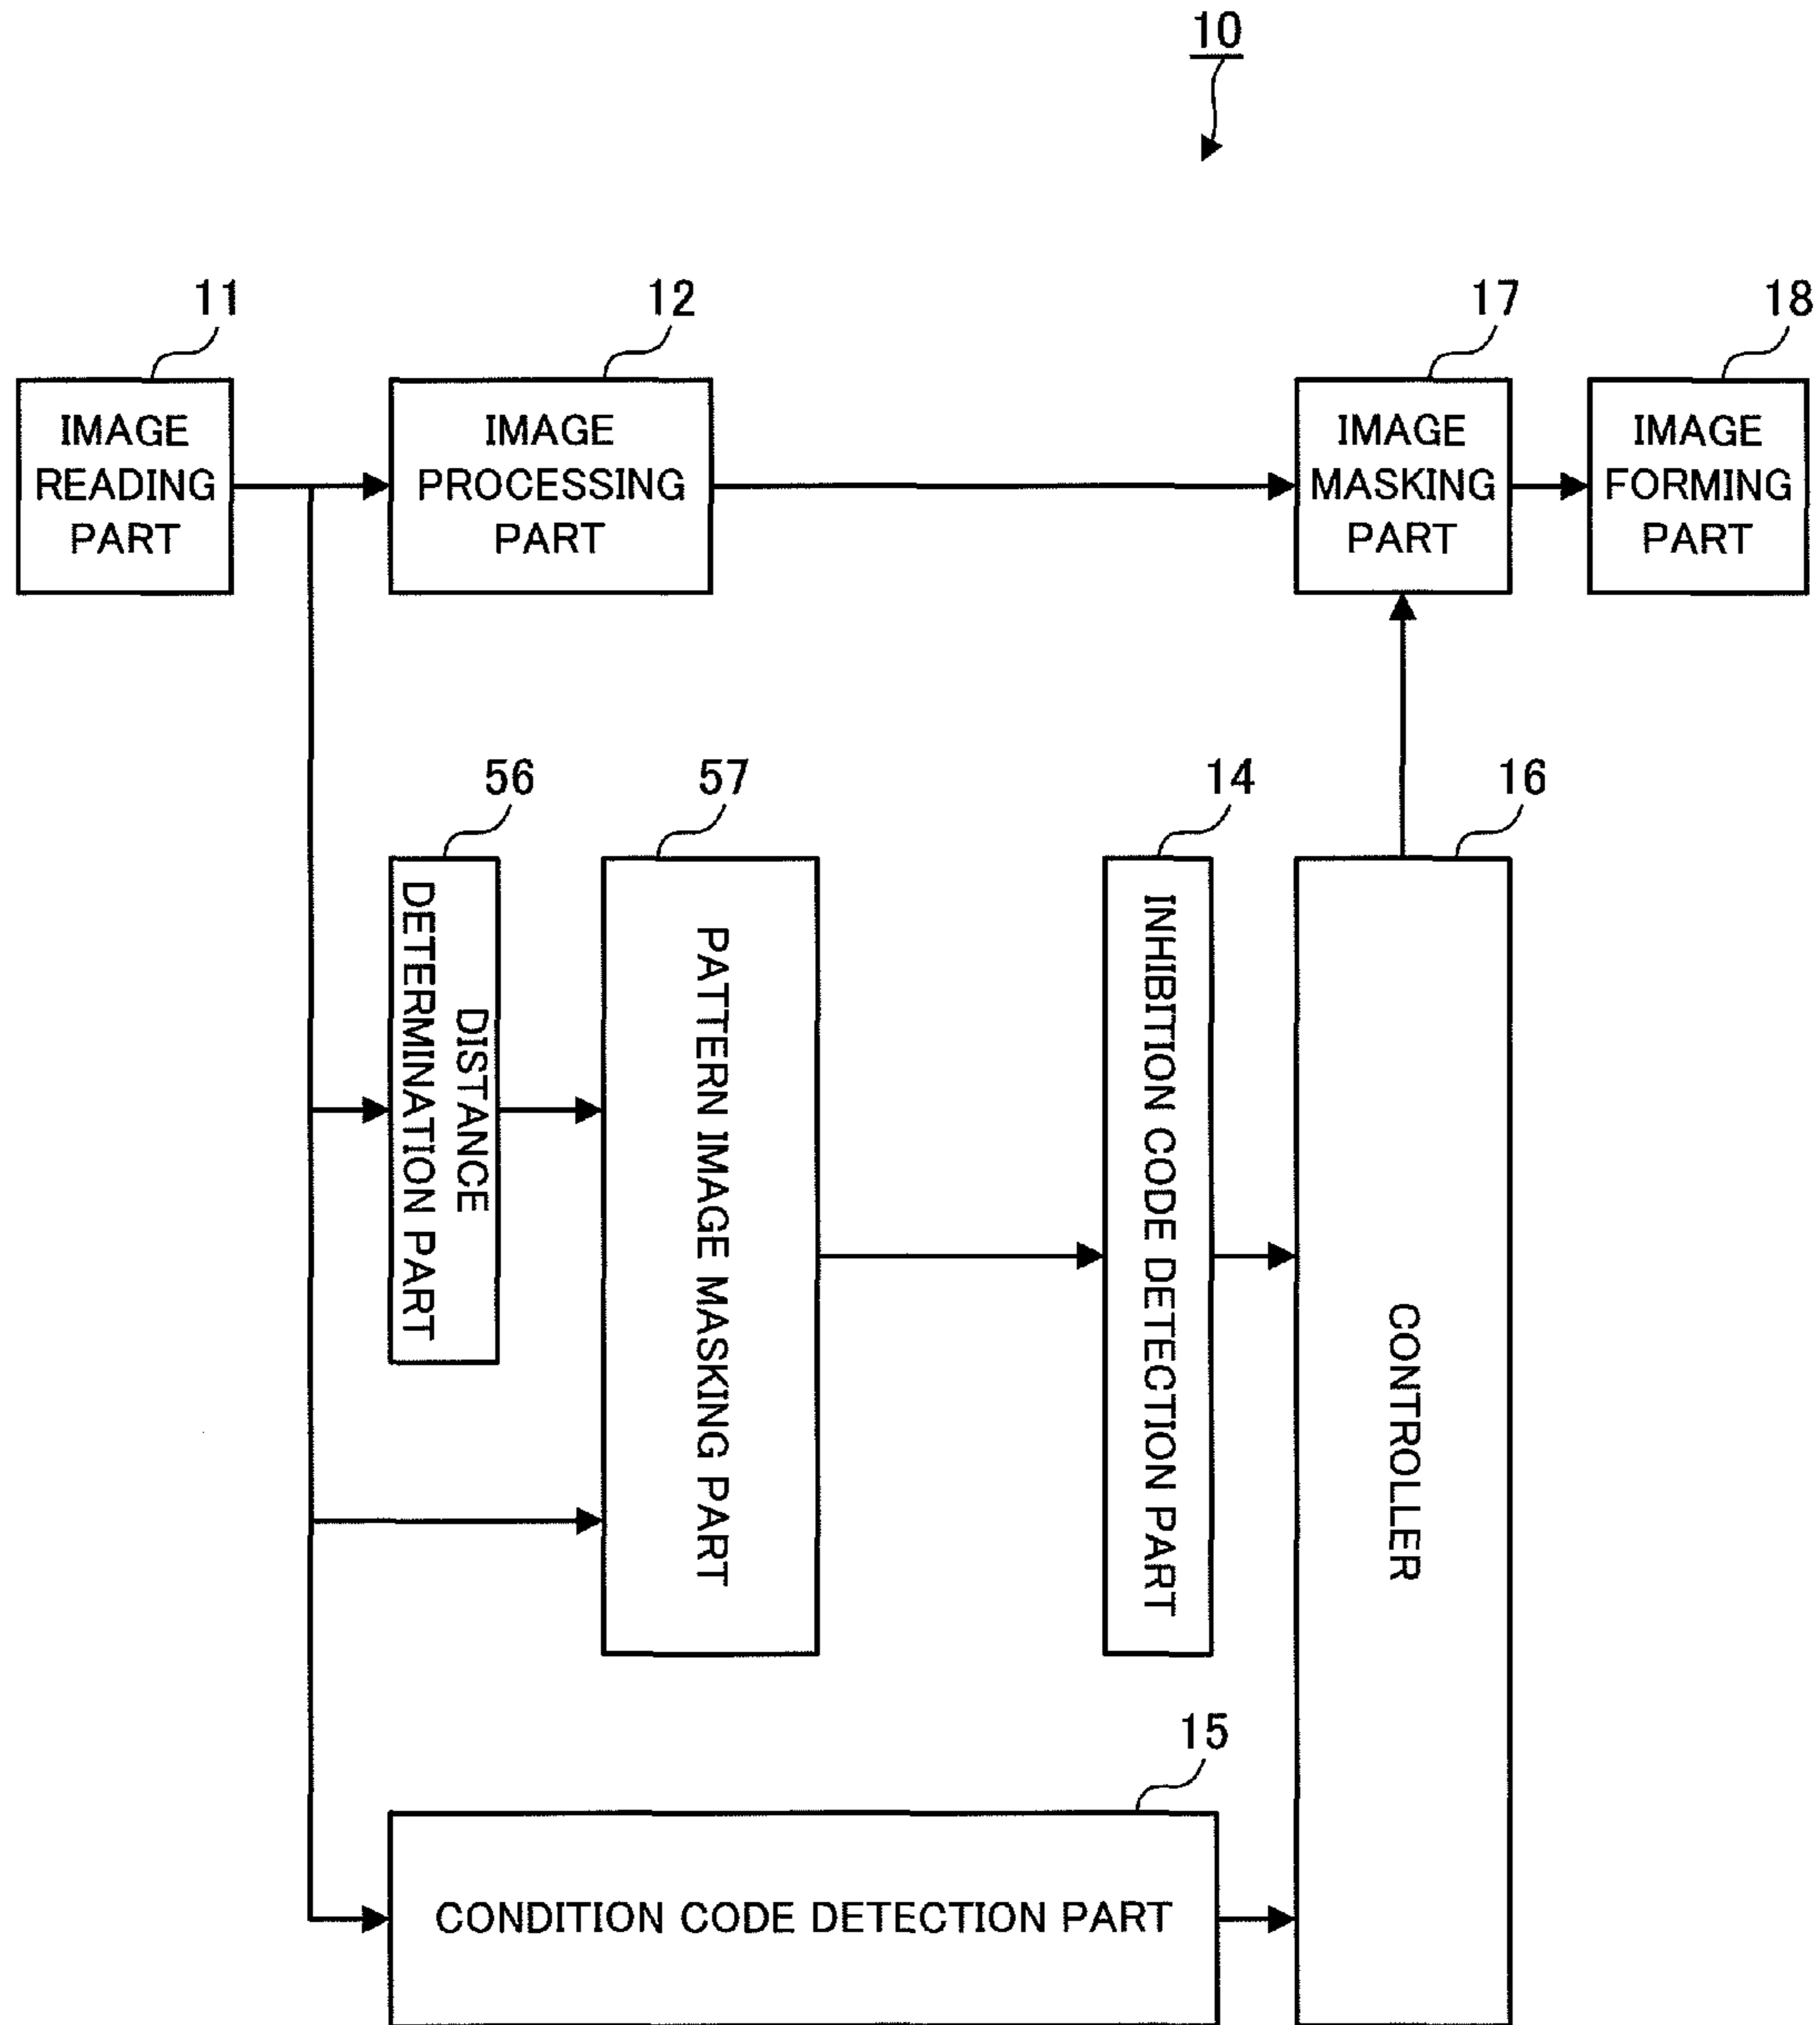 10
11
12
17
18
IMAGE
READING
PART
IMAGE
PROCESSING
PART
IMAGE
MASKING
PART
IMAGE
FORMING
PART
56
57
14
16
DISTANCE
DETERMINATION PART
PATTERN IMAGE MASKING PART
INHIBITION CODE DETECTION PART
CONTROLLER
15
CONDITION CODE DETECTION PART